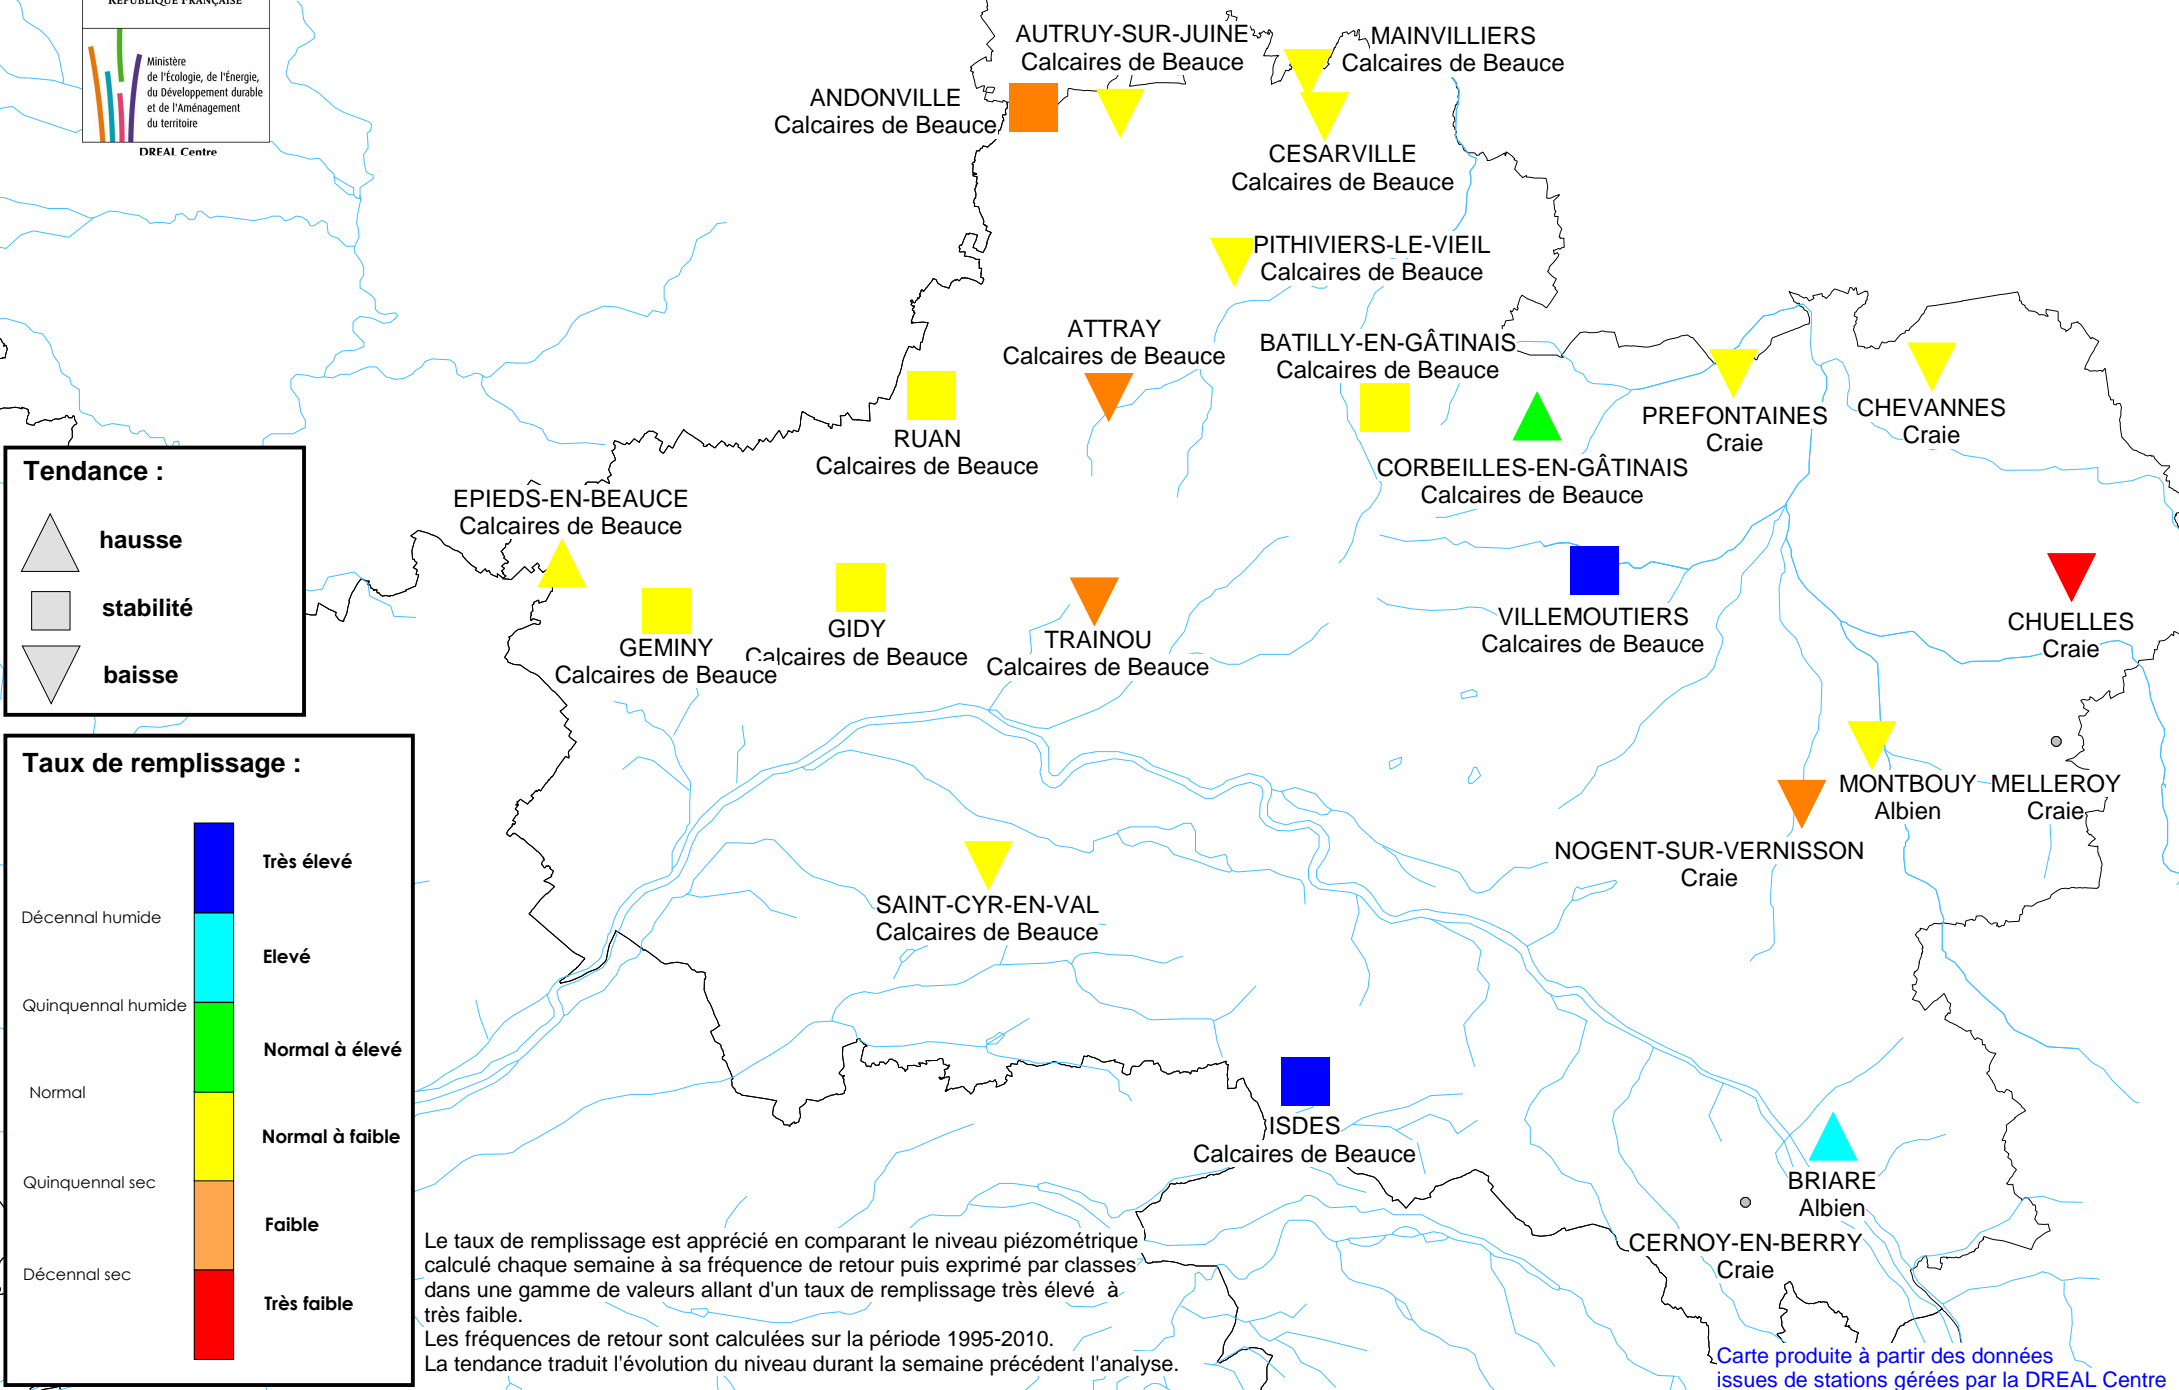 RÉPUBLIQUE FRANÇAISE
Ministère
de l'Écologie, de l'Énergie,
du Développement durable
et de l'Aménagement
du territoire
DREAL Centre
AUTRUY-SUR-JUINE
Calcaires de Beauce
MAINVILLIERS
Calcaires de Beauce
ANDONVILLE
Calcaires de Beauce
CESARVILLE
Calcaires de Beauce
PITHIVIERS-LE-VIEIL
Calcaires de Beauce
ATTRAY
Calcaires de Beauce
BATILLY-EN-GÂTINAIS
Calcaires de Beauce
RUAN
Calcaires de Beauce
PREFONTAINES
Craie
CHEVANNES
Craie
CORBEILLES-EN-GÂTINAIS
Calcaires de Beauce
EPIEDS-EN-BEAUCE
Calcaires de Beauce
GEMINY
Calcaires de Beauce
GIDY
Calcaires de Beauce
TRAINOU
Calcaires de Beauce
VILLEMOUTIERS
Calcaires de Beauce
CHUELLES
Craie
MONTBOUY
Albien
MELLEROY
Craie
NOGENT-SUR-VERNISSON
Craie
SAINT-CYR-EN-VAL
Calcaires de Beauce
ISDES
Calcaires de Beauce
BRIARE
Albien
CERNOY-EN-BERRY
Craie
Tendance :
hausse
stabilité
baisse
Taux de remplissage :
Très élevé
Décennal humide
Elevé
Quinquennal humide
Normal à élevé
Normal
Normal à faible
Quinquennal sec
Faible
Décennal sec
Très faible
Le taux de remplissage est apprécié en comparant le niveau piézométrique
calculé chaque semaine à sa fréquence de retour puis exprimé par classes
dans une gamme de valeurs allant d'un taux de remplissage très élevé à
très faible.
Les fréquences de retour sont calculées sur la période 1995-2010.
La tendance traduit l'évolution du niveau durant la semaine précédent l'analyse.
Carte produite à partir des données
issues de stations gérées par la DREAL Centre